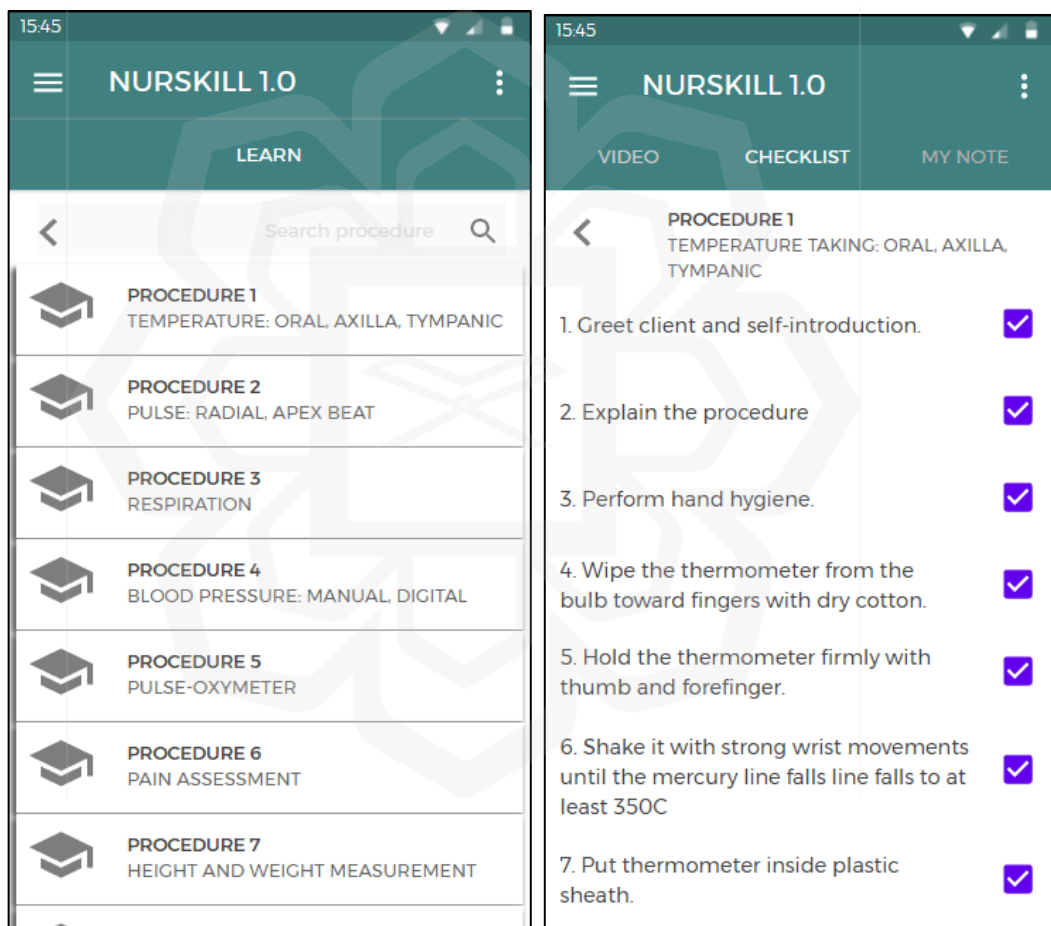 15:45
NURSKILL 1.0
LEARN
Search procedure
PROCEDURE 1
TEMPERATURE: ORAL, AXILLA, TYMPANIC
PROCEDURE 2
PULSE: RADIAL, APEX BEAT
PROCEDURE 3
RESPIRATION
PROCEDURE 4
BLOOD PRESSURE: MANUAL, DIGITAL
PROCEDURE 5
PULSE-OXYMETER
PROCEDURE 6
PAIN ASSESSMENT
PROCEDURE 7
HEIGHT AND WEIGHT MEASUREMENT
15:45
NURSKILL 1.0
VIDEO CHECKLIST MY NOTE
PROCEDURE 1
TEMPERATURE TAKING: ORAL, AXILLA,
TYMPANIC
1. Greet client and self-introduction.
2. Explain the procedure
3. Perform hand hygiene.
4. Wipe the thermometer from the
bulb toward fingers with dry cotton.
5. Hold the thermometer firmly with
thumb and forefinger.
6. Shake it with strong wrist movements
until the mercury line falls line falls to at
least 350C
7. Put thermometer inside plastic
sheath.